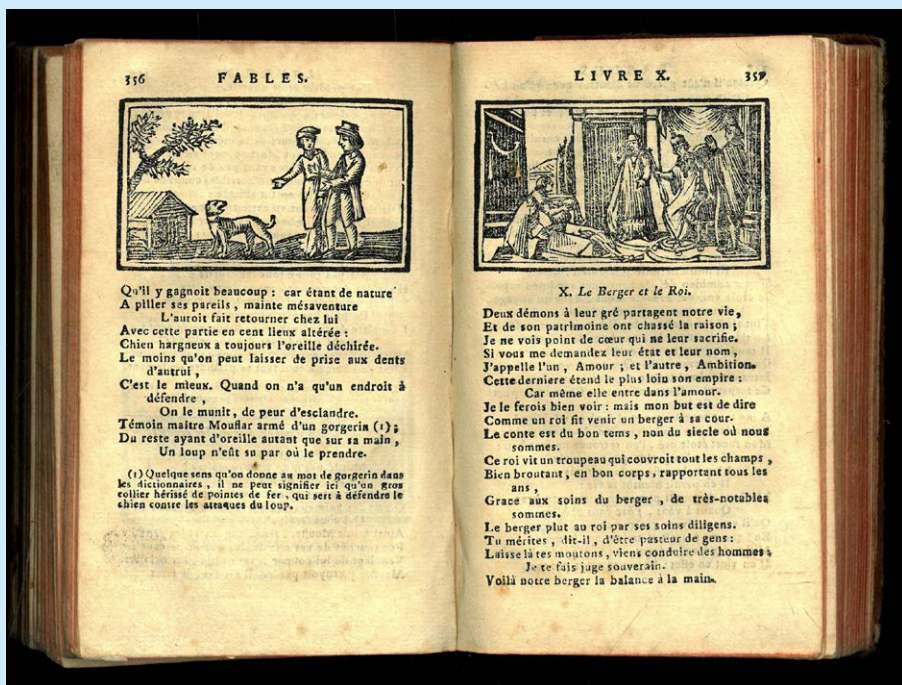 356 FABLES.
Qu'il y gagnoit beaucoup : car étant de nature
A piller ses pareils , mainte mésaventure
L'auroit fait retourner chez lui
Avec cette partie en cent lieux altérée :
Chien hargneux a toujours l'oreille déchirée.
Le moins qu'on peut laisser de prise aux dents
d'autrui ,
C'est le mieux. Quand on n'a qu'un endroit à
défendre ,
On le munit, de peur d'esclandre.
Témoin maître Mouflar armé d'un gorgerin (1) ;
Du reste ayant d'oreille autant que sur sa main ,
Un loup n'eût su par où le prendre.
(1) Quelque sens qu'on donne au mot de gorgerin dans
les dictionnaires , il ne peut signifier ici qu'un gros
collier hérissé de pointes de fer , qui sert à défendre le
chien contre les attaques du loup.
LIVRE X. 357
X. Le Berger et le Roi.
Deux démons à leur gré partagent notre vie,
Et de son patrimoine ont chassé la raison ;
Je ne vois point de cœur qui ne leur sacrifie.
Si vous me demandez leur état et leur nom ,
J'appelle l'un , Amour ; et l'autre , Ambition.
Cette derniere étend le plus loin son empire :
Car même elle entre dans l'amour.
Je le ferois bien voir : mais mon but est de dire
Comme un roi fit venir un berger à sa cour.
Le conte est du bon tems , non du siecle où nous
sommes.
Ce roi vit un troupeau qui couvroit tout les champs ,
Bien broutant, en bon corps, rapportant tous les
ans ,
Grace aux soins du berger , de très-notables
sommes.
Le berger plut au roi par ses soins diligens.
Tu mérites , dit-il , d'être pasteur de gens :
Laisse là tes moutons , viens conduire des hommes ;
Je te fais juge souverain.
Voilà notre berger la balance à la main.